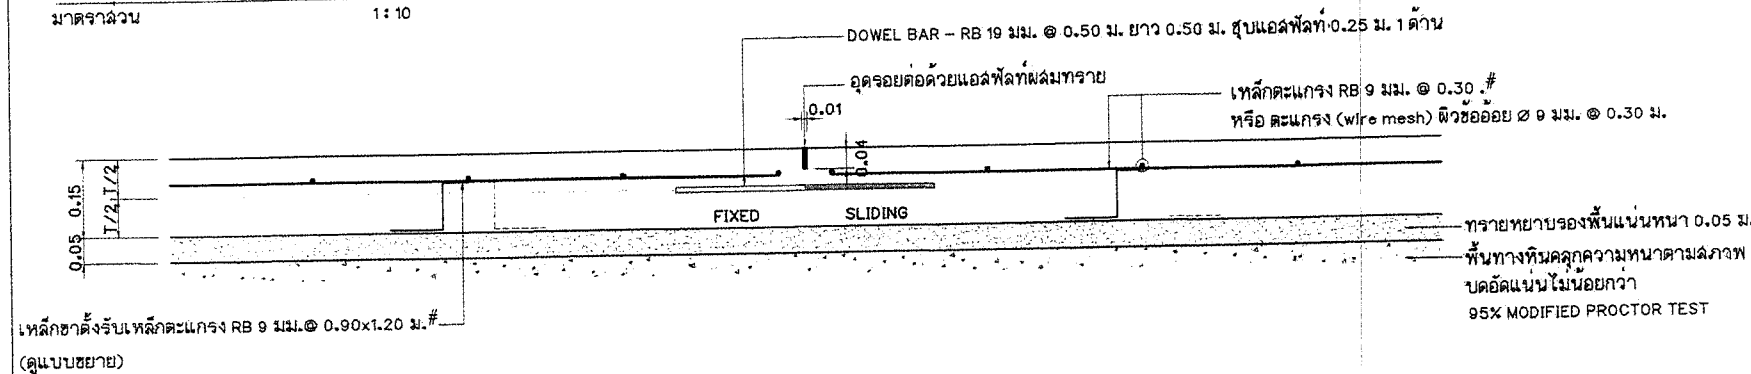 มาตราส่วน 1:10
DOWEL BAR - RB 19 มม. @ 0.50 ม. ยาว 0.50 ม. ชุบแอสฟัลท์ 0.25 ม. 1 ด้าน
อุดรอยต่อด้วยแอสฟัลท์ผสมทราย
เหล็กตะแกรง RB 9 มม. @ 0.30 .#
หรือ ตะแกรง (wire mesh) ผิวข้ออ้อย Ø 9 มม. @ 0.30 ม.
0.01
0.04
0.15
T/2
T/2
0.05
FIXED
SLIDING
ทรายหยาบรองพื้นแน่นหนา 0.05 ม.
พื้นทางหินคลุกความหนาตามสภาพ
บดอัดแน่นไม่น้อยกว่า
95% MODIFIED PROCTOR TEST
เหล็กขาตั้งรับเหล็กตะแกรง RB 9 มม.@ 0.90x1.20 ม.#
(ดูแบบขยาย)